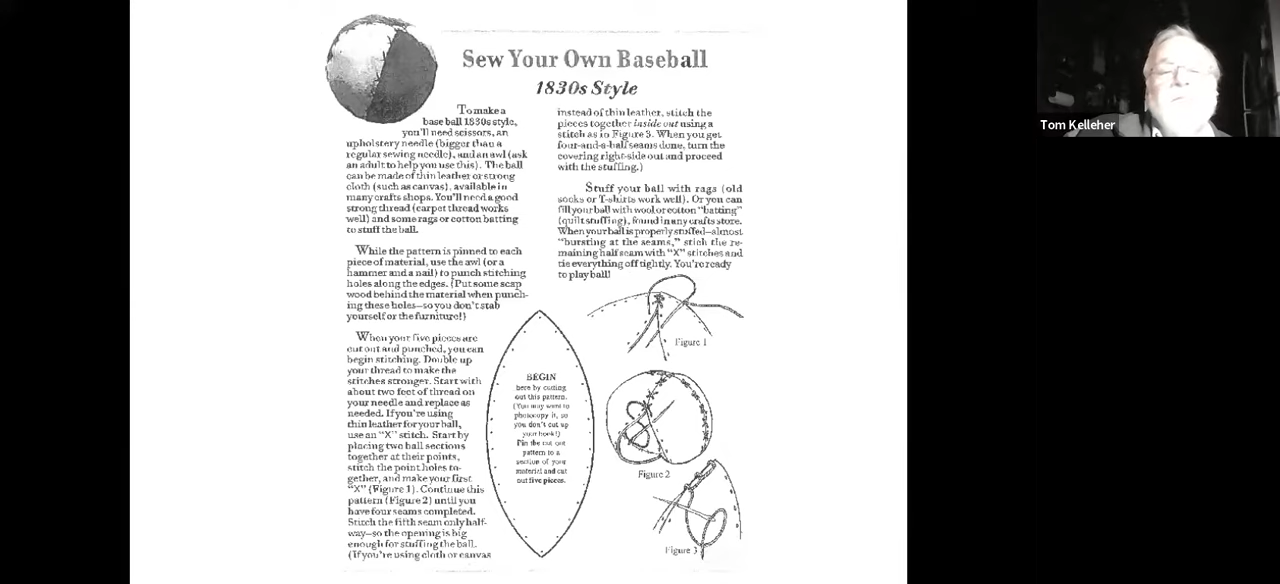 Sew Your Own Baseball
1830s Style
To make a
base ball 1830s style,
you'll need scissors, an
upholstery needle (bigger than a
regular sewing needle), and an awl (ask
an adult to help you use this). The ball
can be made of thin leather or strong
cloth (such as canvas), available in
many crafts shops. You'll need a good
strong thread (carpet thread works
well) and some rags or cotton batting
to stuff the ball.
While the pattern is pinned to each
piece of material, use the awl (or a
hammer and a nail) to punch stitching
holes along the edges. (Put some scap
wood behind the material when punch-
ing these holes—so you don't stab
yourself or the furniture!)
When your five pieces are
cut out and punched, you can
begin stitching. Double up
your thread to make the
stitches stronger. Start with
about two feet of thread on
your needle and replace as
needed. If you're using
thin leather for your ball,
use an "X" stitch. Start by
placing two ball sections
together at their points,
stitch the point holes to-
gether, and make your first
"X" (Figure 1). Continue this
pattern (Figure 2) until you
have four seams completed.
Stitch the fifth seam only half-
way—so the opening is big
enough for stuffing the ball.
(If you're using cloth or canvas
instead of thin leather, stitch the
pieces together inside out using a
stitch as in Figure 3. When you get
four-and-a-half seams done, turn the
covering right-side out and proceed
with the stuffing.)
Stuff your ball with rags (old
socks or T-shirts work well). Or you can
fill your ball with wool or cotton "batting"
(quilt stuffing), found in any crafts store.
When your ball is properly stuffed—almost
"bursting at the seams," stich the re-
maining half seam with "X" stitches and
tie everything off tightly. You're ready
to play ball!
BEGIN
here by cutting
out this pattern.
(You may want to
photocopy it, so
you don't cut up
your book!)
Pin the cut out
pattern to a
section of your
material and cut
out five pieces.
Figure 1
Figure 2
Figure 3
Tom Kelleher